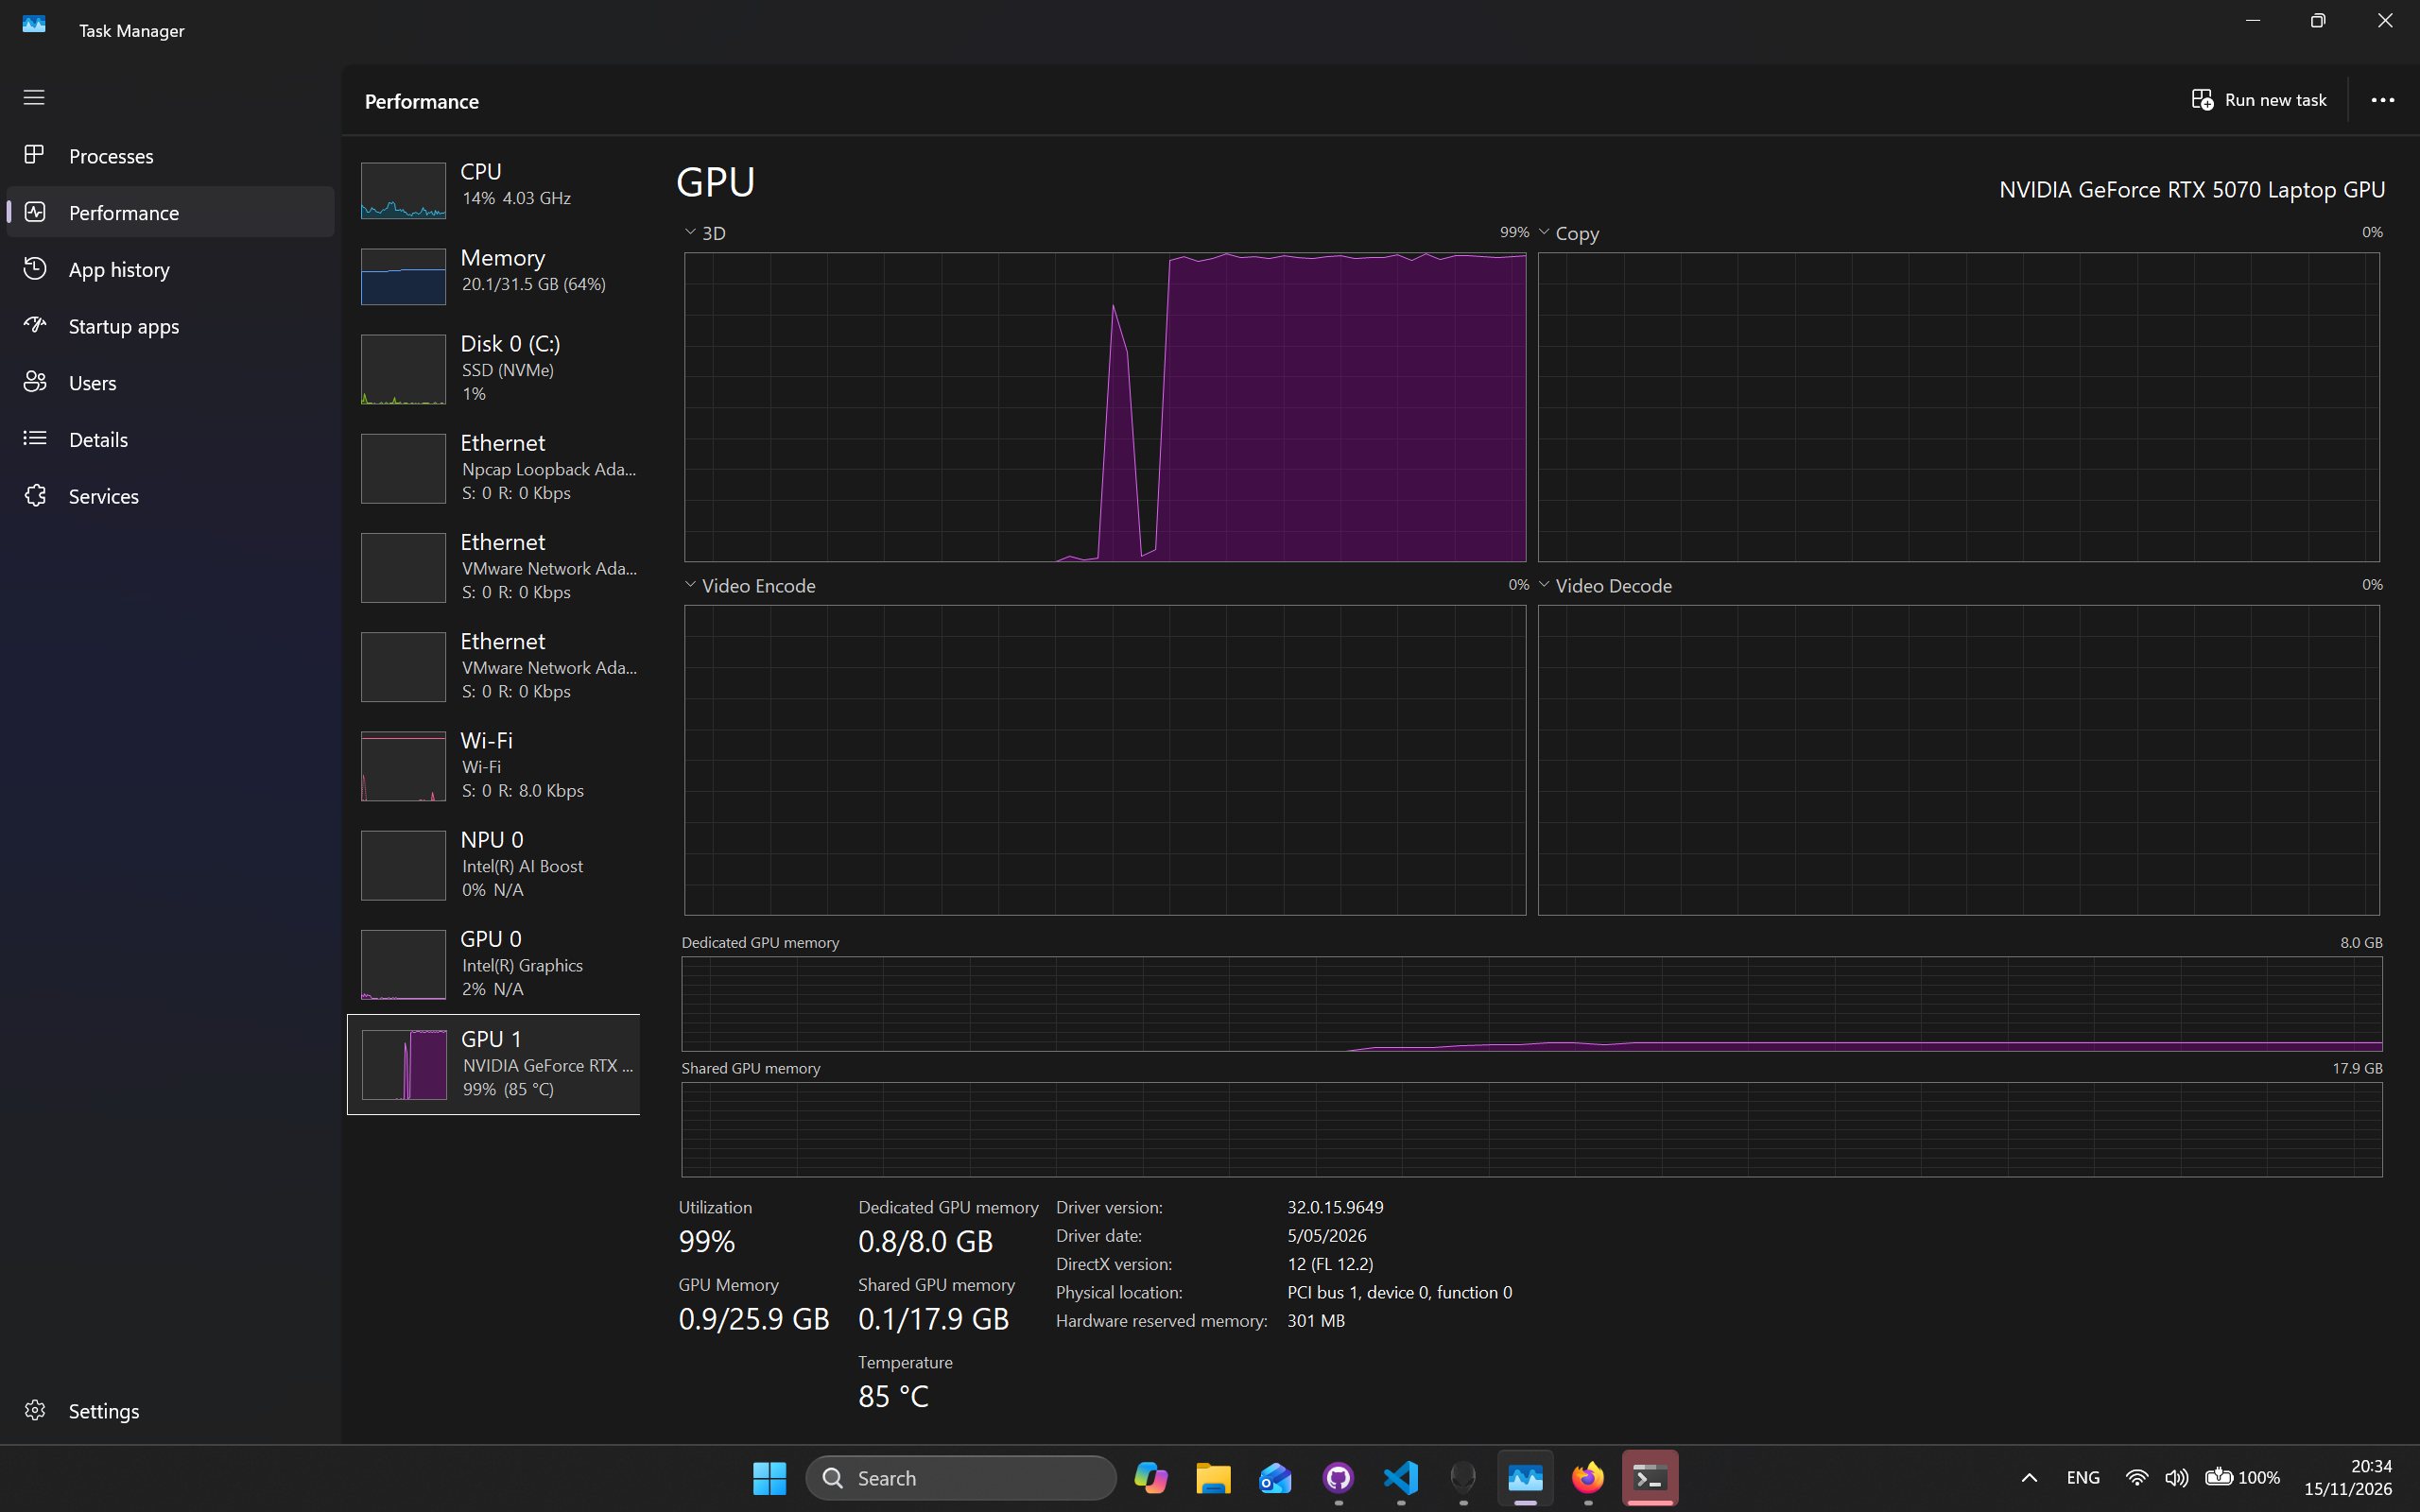 Task Manager
Performance
Run new task
Processes
Performance
App history
Startup apps
Users
Details
Services
Settings
CPU
14% 4.03 GHz
Memory
20.1/31.5 GB (64%)
Disk 0 (C:)
SSD (NVMe)
1%
Ethernet
Npcap Loopback Ada...
S: 0 R: 0 Kbps
Ethernet
VMware Network Ada...
S: 0 R: 0 Kbps
Ethernet
VMware Network Ada...
S: 0 R: 0 Kbps
Wi-Fi
Wi-Fi
S: 0 R: 8.0 Kbps
NPU 0
Intel(R) AI Boost
0% N/A
GPU 0
Intel(R) Graphics
2% N/A
GPU 1
NVIDIA GeForce RTX ...
99% (85 °C)
GPU
NVIDIA GeForce RTX 5070 Laptop GPU
3D 99%
Copy 0%
Video Encode 0%
Video Decode 0%
Dedicated GPU memory 8.0 GB
Shared GPU memory 17.9 GB
Utilization
99%
Dedicated GPU memory
0.8/8.0 GB
GPU Memory
0.9/25.9 GB
Shared GPU memory
0.1/17.9 GB
Temperature
85 °C
Driver version: 32.0.15.9649
Driver date: 5/05/2026
DirectX version: 12 (FL 12.2)
Physical location: PCI bus 1, device 0, function 0
Hardware reserved memory: 301 MB
Search
ENG
100%
20:34
15/11/2026